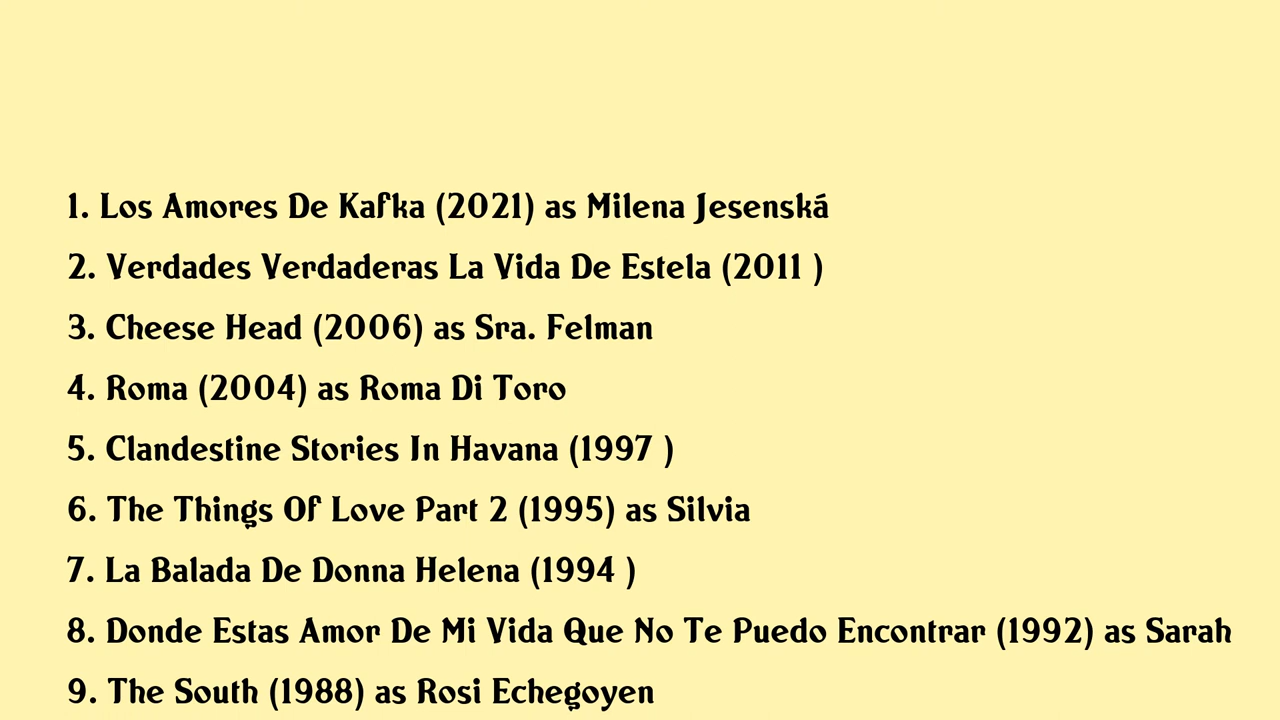 1. Los Amores De Kafka (2021) as Milena Jesenská
2. Verdades Verdaderas La Vida De Estela (2011 )
3. Cheese Head (2006) as Sra. Felman
4. Roma (2004) as Roma Di Toro
5. Clandestine Stories In Havana (1997 )
6. The Things Of Love Part 2 (1995) as Silvia
7. La Balada De Donna Helena (1994 )
8. Donde Estas Amor De Mi Vida Que No Te Puedo Encontrar (1992) as Sarah
9. The South (1988) as Rosi Echegoyen